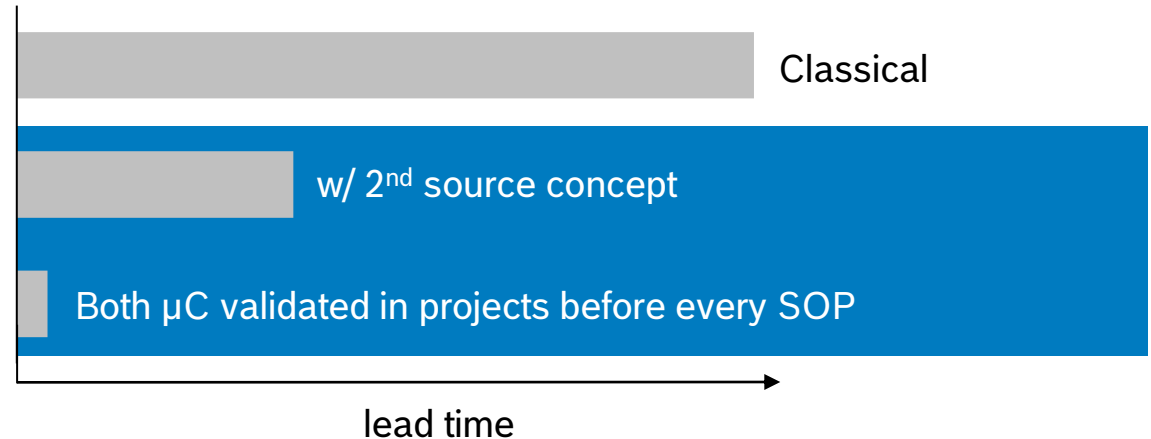 Classical
w/ 2nd source concept
Both µC validated in projects before every SOP
lead time